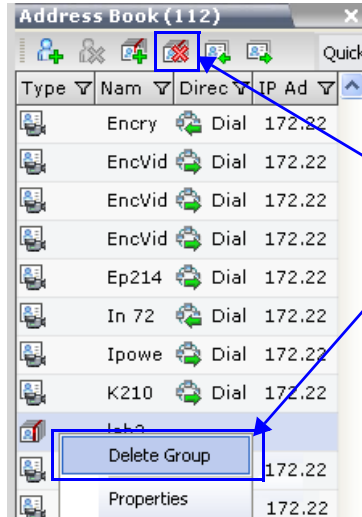 Address Book (112)
Quick
Type Nam Direc IP Ad
Encry Dial 172.22
EncVid Dial 172.22
EncVid Dial 172.22
EncVid Dial 172.22
Ep214 Dial 172.22
In 72 Dial 172.22
Ipowe Dial 172.22
K210 Dial 172.22
Delete Group
172.22
Properties
172.22